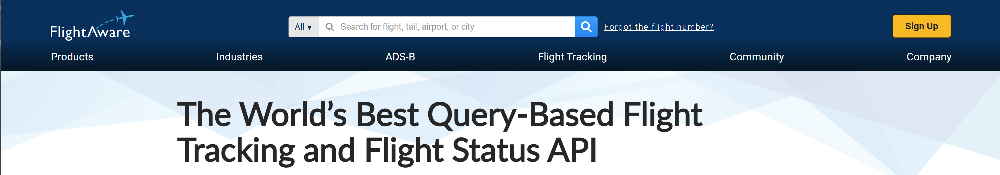 FlightAware
All ▾ Search for flight, tail, airport, or city Forgot the flight number? Sign Up
Products Industries ADS-B Flight Tracking Community Company
The World’s Best Query-Based Flight
Tracking and Flight Status API